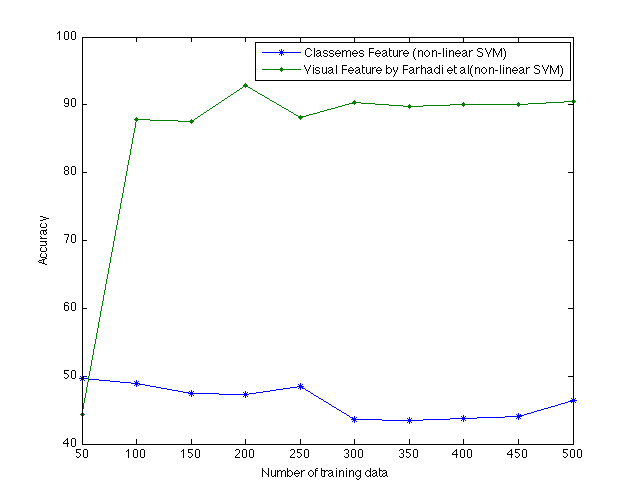 100
90
80
70
60
50
40
Accuracy
Classemes Feature (non-linear SVM)
Visual Feature by Farhadi et al(non-linear SVM)
50 100 150 200 250 300 350 400 450 500
Number of training data